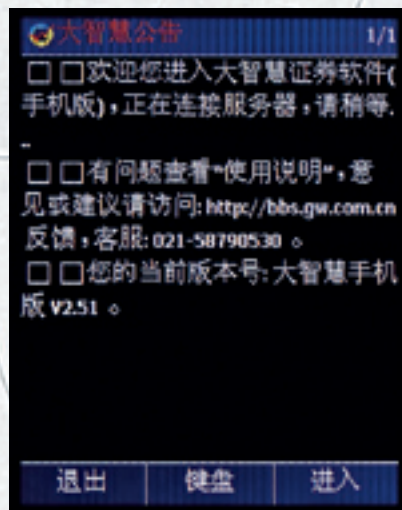 大智慧公告 1/1
□ □欢迎您进入大智慧证券软件(
手机版)，正在连接服务器，请稍等.
..
□ □有问题查看"使用说明"，意
见或建议请访问: http://bbs.gw.com.cn
反馈，客服: 021-58790530 。
□ □您的当前版本号: 大智慧手机
版 V2.51 。
退出 键盘 进入